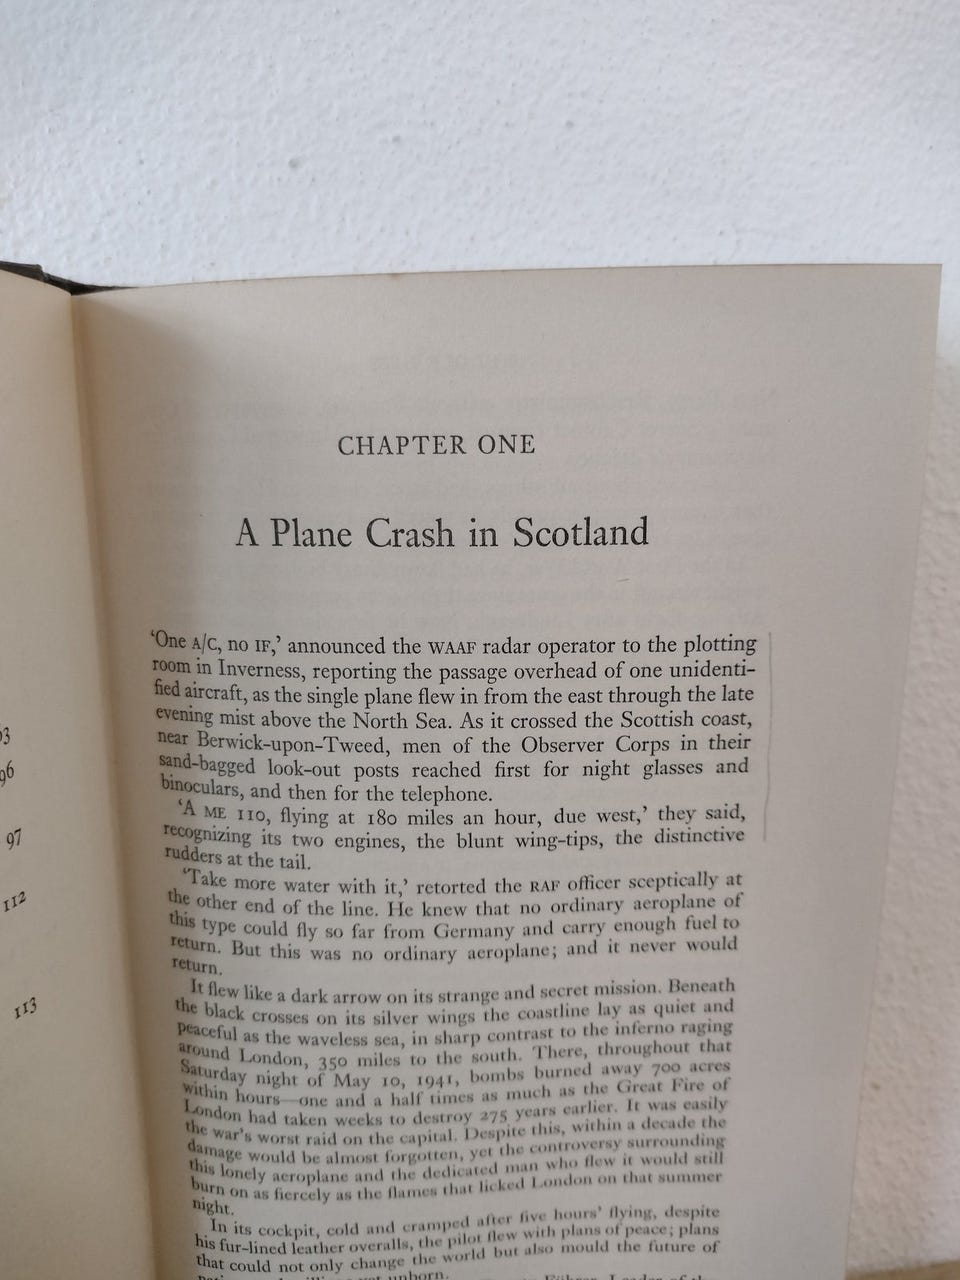 93
96
97
112
113
CHAPTER ONE
A Plane Crash in Scotland
‘One A/C, no IF,’ announced the WAAF radar operator to the plotting
room in Inverness, reporting the passage overhead of one unidenti-
fied aircraft, as the single plane flew in from the east through the late
evening mist above the North Sea. As it crossed the Scottish coast,
near Berwick-upon-Tweed, men of the Observer Corps in their
sand-bagged look-out posts reached first for night glasses and
binoculars, and then for the telephone.
‘A ME 110, flying at 180 miles an hour, due west,’ they said,
recognizing its two engines, the blunt wing-tips, the distinctive
rudders at the tail.
‘Take more water with it,’ retorted the RAF officer sceptically at
the other end of the line. He knew that no ordinary aeroplane of
this type could fly so far from Germany and carry enough fuel to
return. But this was no ordinary aeroplane; and it never would
return.
It flew like a dark arrow on its strange and secret mission. Beneath
the black crosses on its silver wings the coastline lay as quiet and
peaceful as the waveless sea, in sharp contrast to the inferno raging
around London, 350 miles to the south. There, throughout that
Saturday night of May 10, 1941, bombs burned away 700 acres
within hours—one and a half times as much as the Great Fire of
London had taken weeks to destroy 275 years earlier. It was easily
the war's worst raid on the capital. Despite this, within a decade the
damage would be almost forgotten, yet the controversy surrounding
this lonely aeroplane and the dedicated man who flew it would still
burn on as fiercely as the flames that licked London on that summer
night.
In its cockpit, cold and cramped after five hours' flying, despite
his fur-lined leather overalls, the pilot flew with plans of peace; plans
that could not only change the world but also mould the future of
unborn.